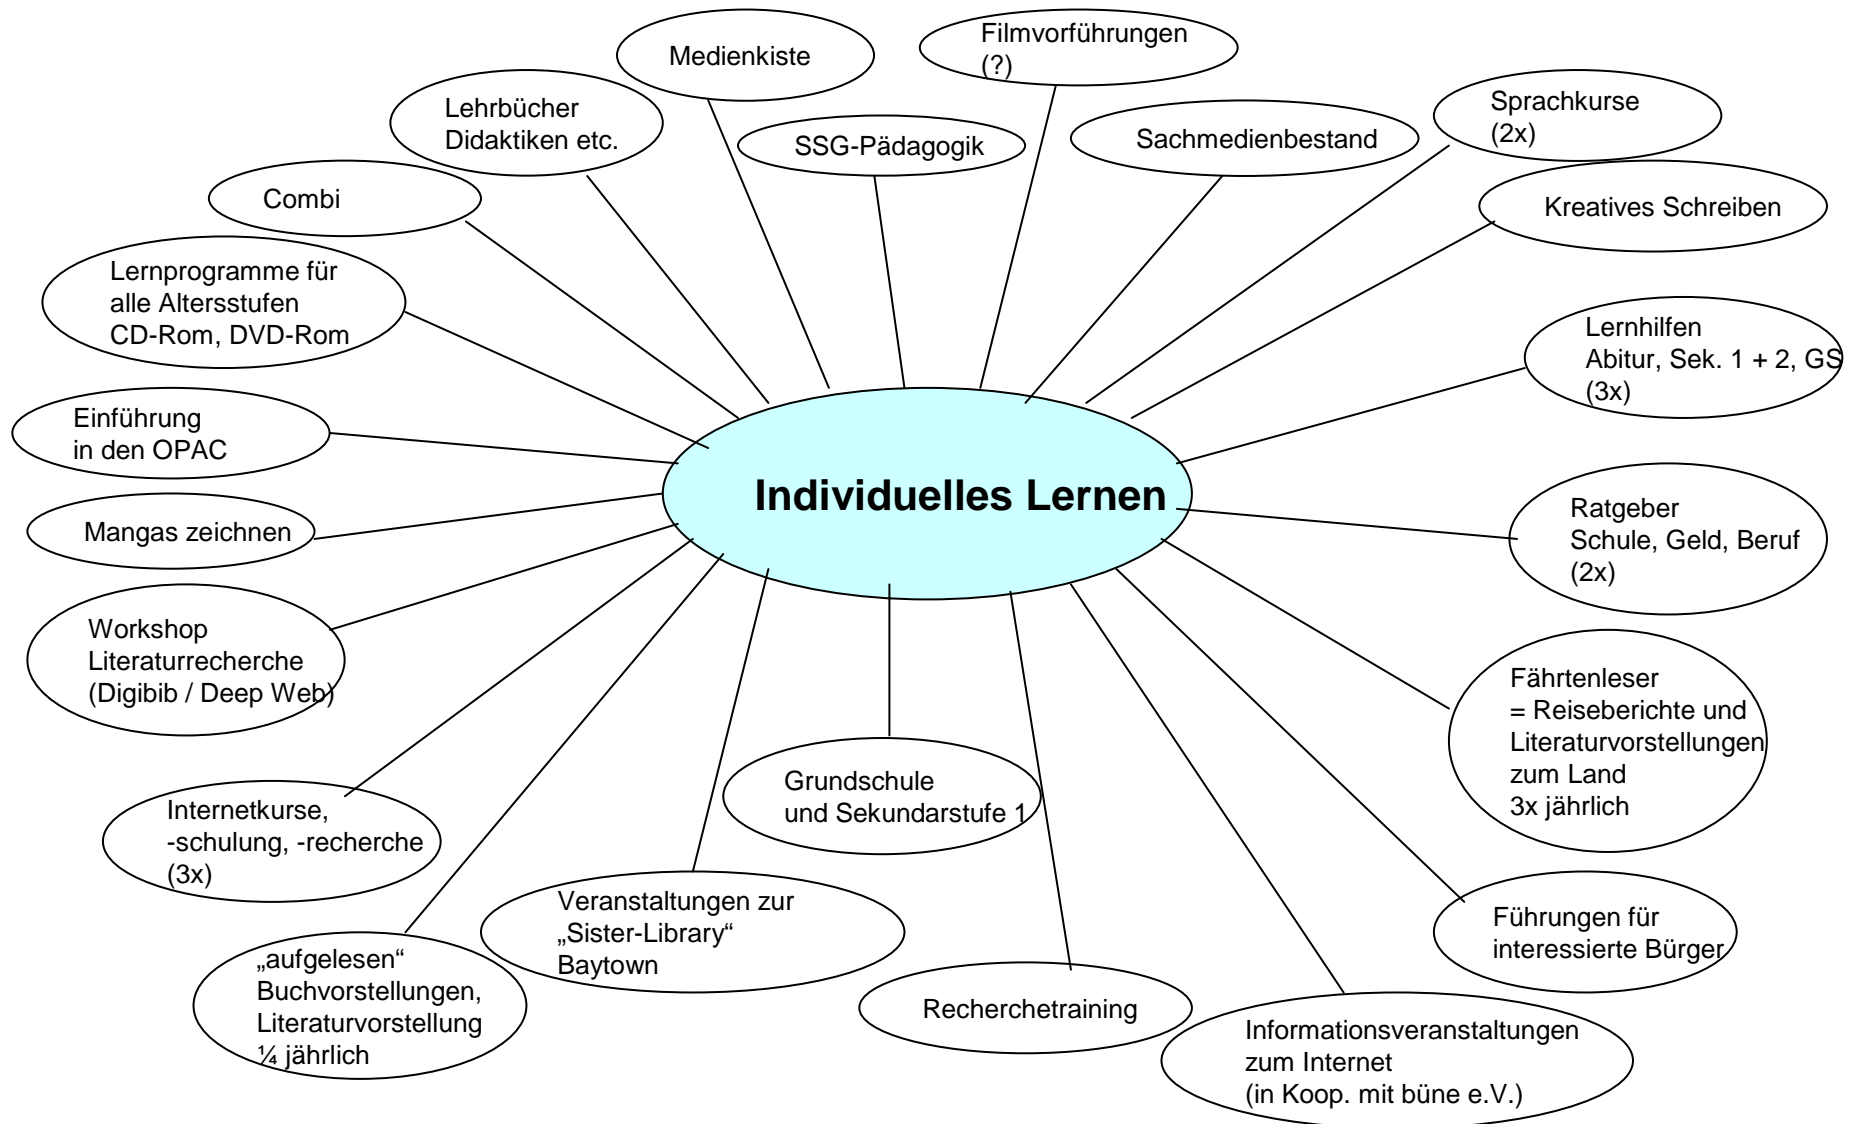 Filmvorführungen
(?)
Medienkiste
Lehrbücher
Didaktiken etc.
SSG-Pädagogik
Sachmedienbestand
Sprachkurse
(2x)
Combi
Kreatives Schreiben
Lernprogramme für
alle Altersstufen
CD-Rom, DVD-Rom
Lernhilfen
Abitur, Sek. 1 + 2, GS
(3x)
Einführung
in den OPAC
Individuelles Lernen
Mangas zeichnen
Ratgeber
Schule, Geld, Beruf
(2x)
Workshop
Literaturrecherche
(Digibib / Deep Web)
Fährtenleser
= Reiseberichte und
Literaturvorstellungen
zum Land
3x jährlich
Internetkurse,
-schulung, -recherche
(3x)
Grundschule
und Sekundarstufe 1
Veranstaltungen zur
„Sister-Library“
Baytown
Führungen für
interessierte Bürger
„aufgelesen“
Buchvorstellungen,
Literaturvorstellung
¼ jährlich
Recherchetraining
Informationsveranstaltungen
zum Internet
(in Koop. mit büne e.V.)